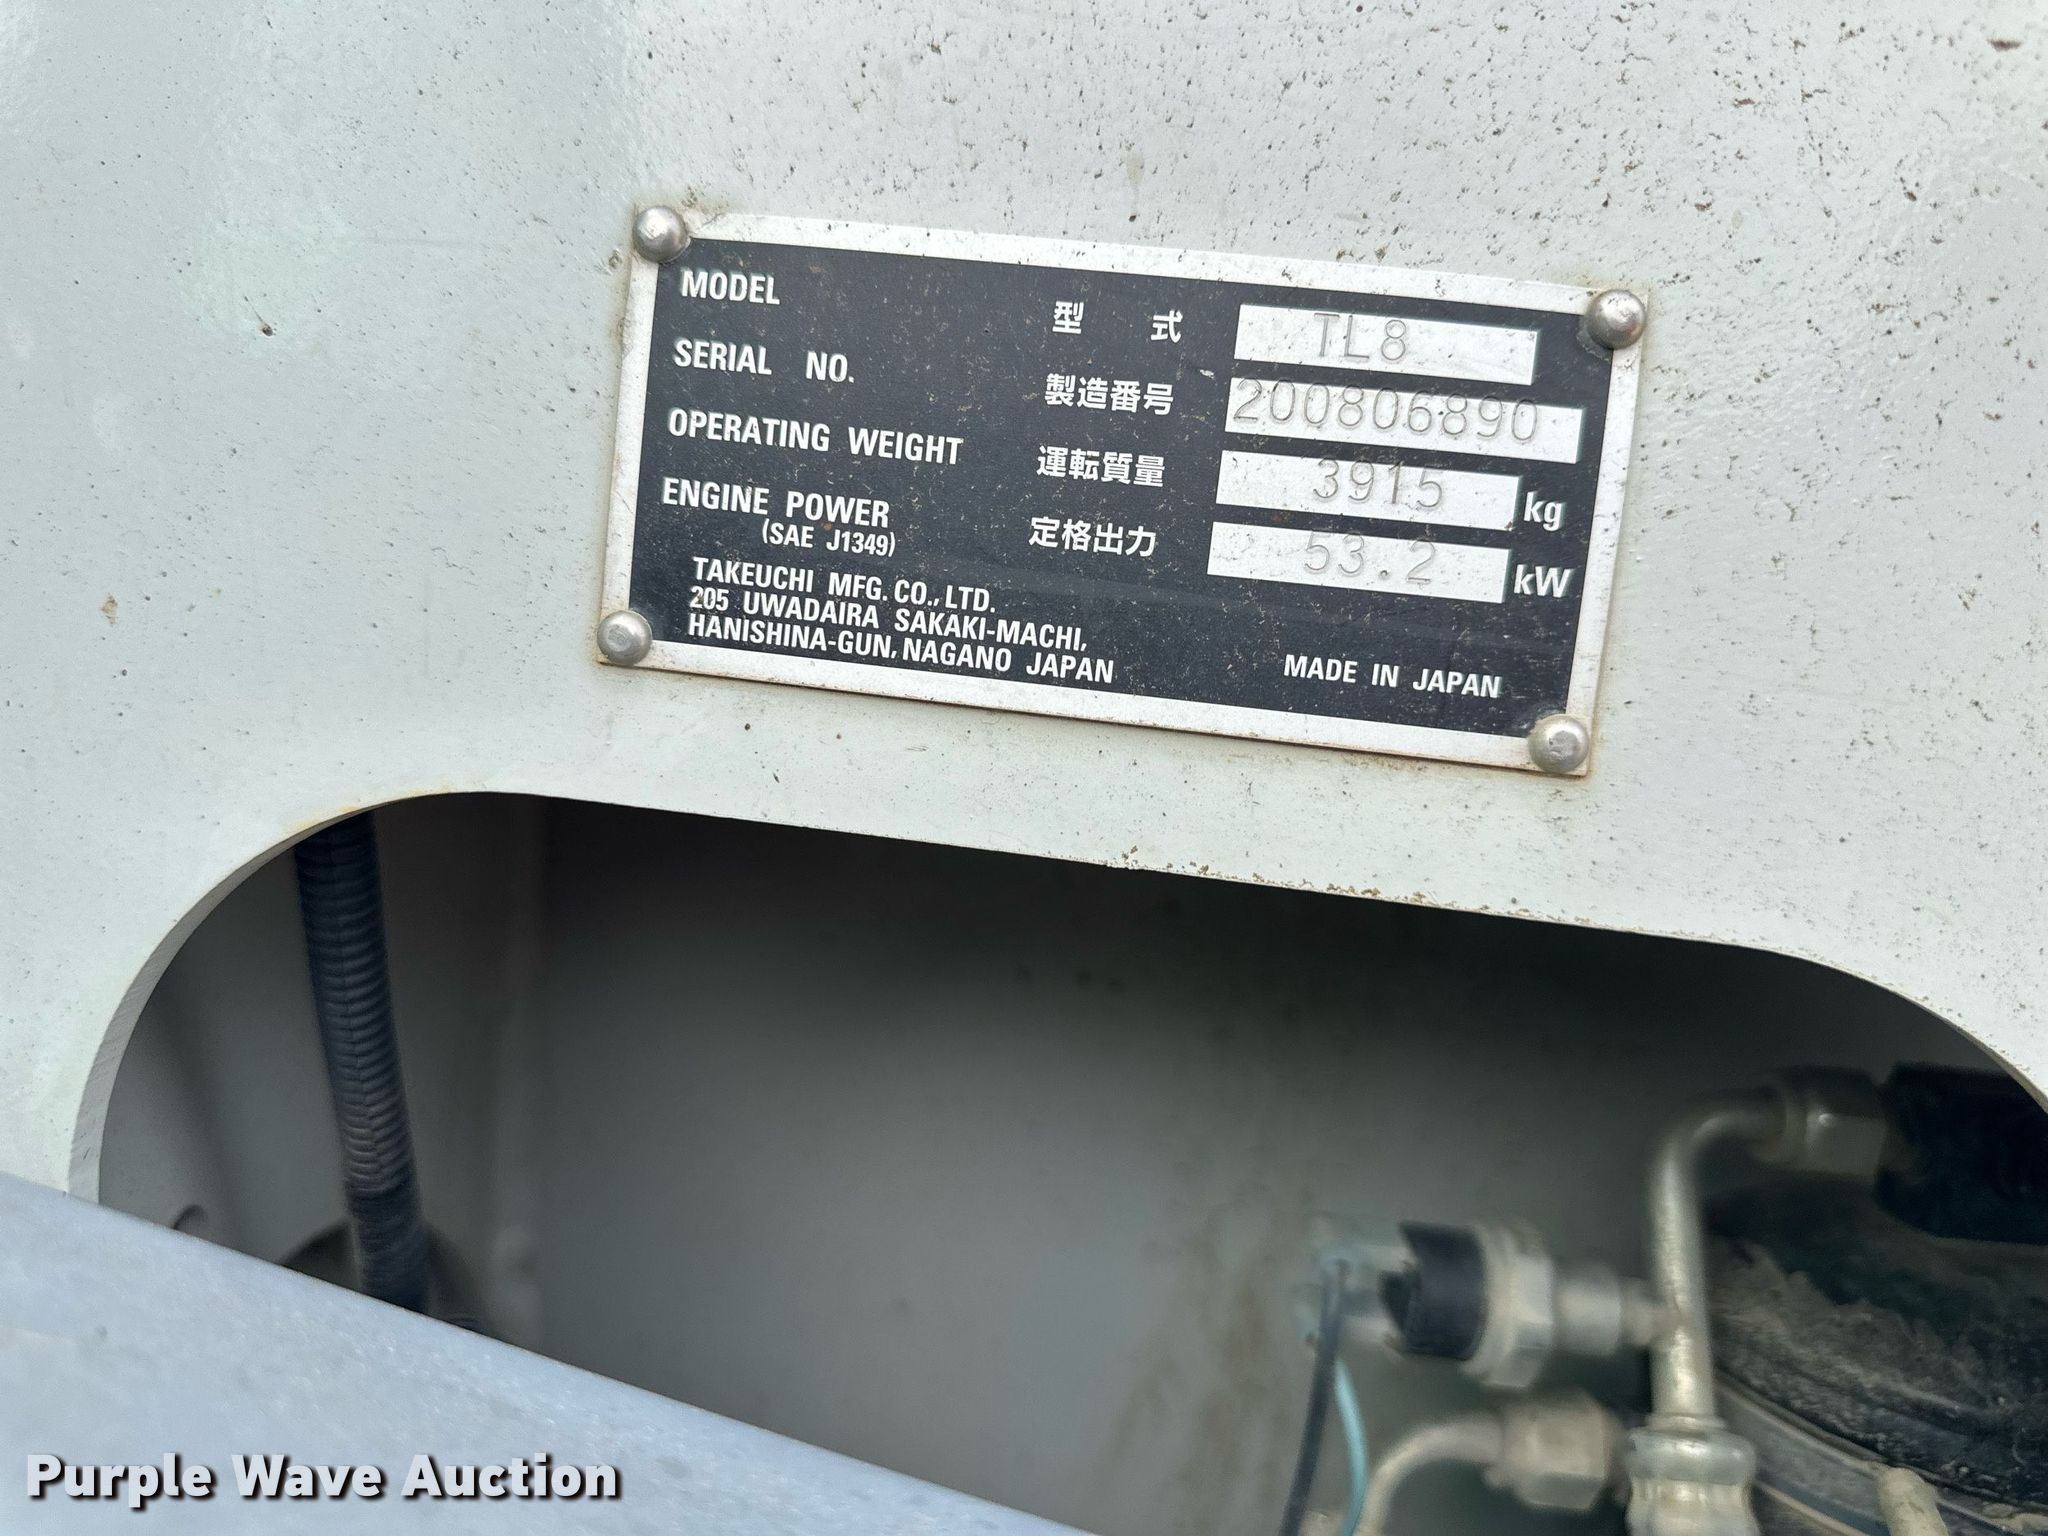 MODEL 型 式 TL8
SERIAL NO. 製造番号 200806890
OPERATING WEIGHT 運転質量 3915 kg
ENGINE POWER 定格出力 53.2 kW
(SAE J1349)
TAKEUCHI MFG. CO., LTD.
205 UWADAIRA SAKAKI-MACHI,
HANISHINA-GUN, NAGANO JAPAN
MADE IN JAPAN
Purple Wave Auction